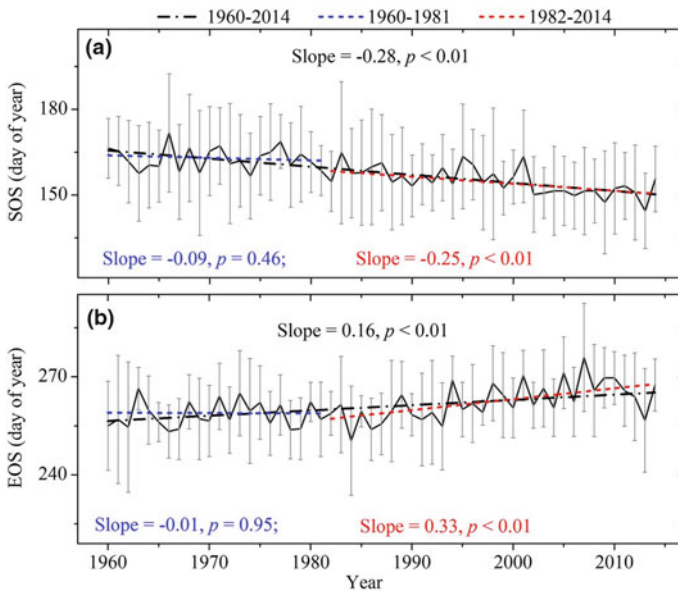 1960-2014 1960-1981 1982-2014
(a)
Slope = -0.28, p < 0.01
180
150
SOS (day of year)
Slope = -0.09, p = 0.46; Slope = -0.25, p < 0.01
(b)
Slope = 0.16, p < 0.01
270
240
EOS (day of year)
Slope = -0.01, p = 0.95; Slope = 0.33, p < 0.01
1960 1970 1980 1990 2000 2010
Year